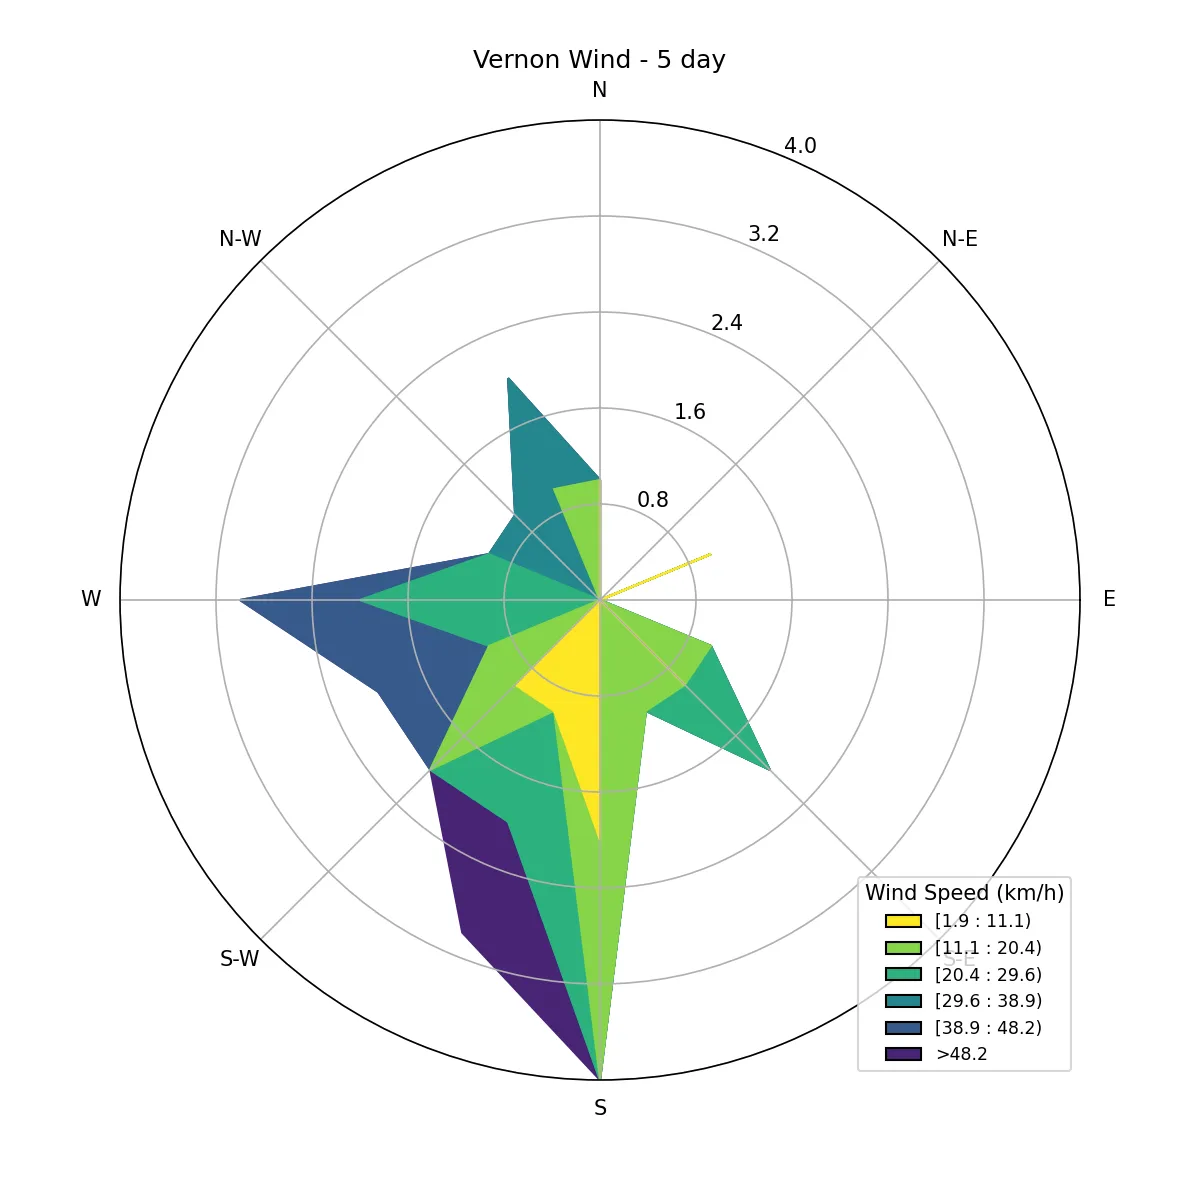 Vernon Wind - 5 day
N
4.0
N-W
3.2
N-E
2.4
1.6
0.8
W
E
Wind Speed (km/h)
[1.9 : 11.1)
[11.1 : 20.4)
S-W
S-E
[20.4 : 29.6)
[29.6 : 38.9)
[38.9 : 48.2)
>48.2
S